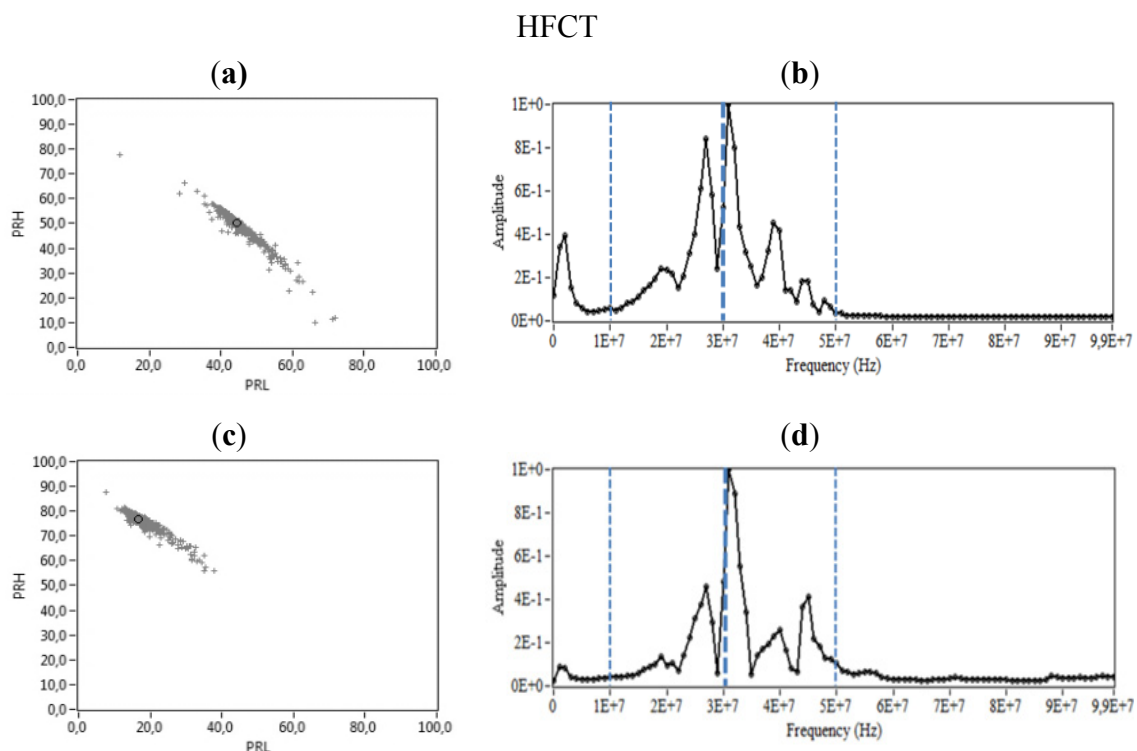 HFCT
(a)
100,0
90,0
80,0
70,0
60,0
50,0
40,0
30,0
20,0
10,0
0,0
PRH
0,0 20,0 40,0 60,0 80,0 100,0
PRL
(b)
1E+0
8E-1
6E-1
4E-1
2E-1
0E+0
Amplitude
0 1E+7 2E+7 3E+7 4E+7 5E+7 6E+7 7E+7 8E+7 9E+7 9,9E+7
Frequency (Hz)
(c)
100,0
90,0
80,0
70,0
60,0
50,0
40,0
30,0
20,0
10,0
0,0
PRH
0,0 20,0 40,0 60,0 80,0 100,0
PRL
(d)
1E+0
8E-1
6E-1
4E-1
2E-1
0E+0
Amplitude
0 1E+7 2E+7 3E+7 4E+7 5E+7 6E+7 7E+7 8E+7 9E+7 9,9E+7
Frequency (Hz)